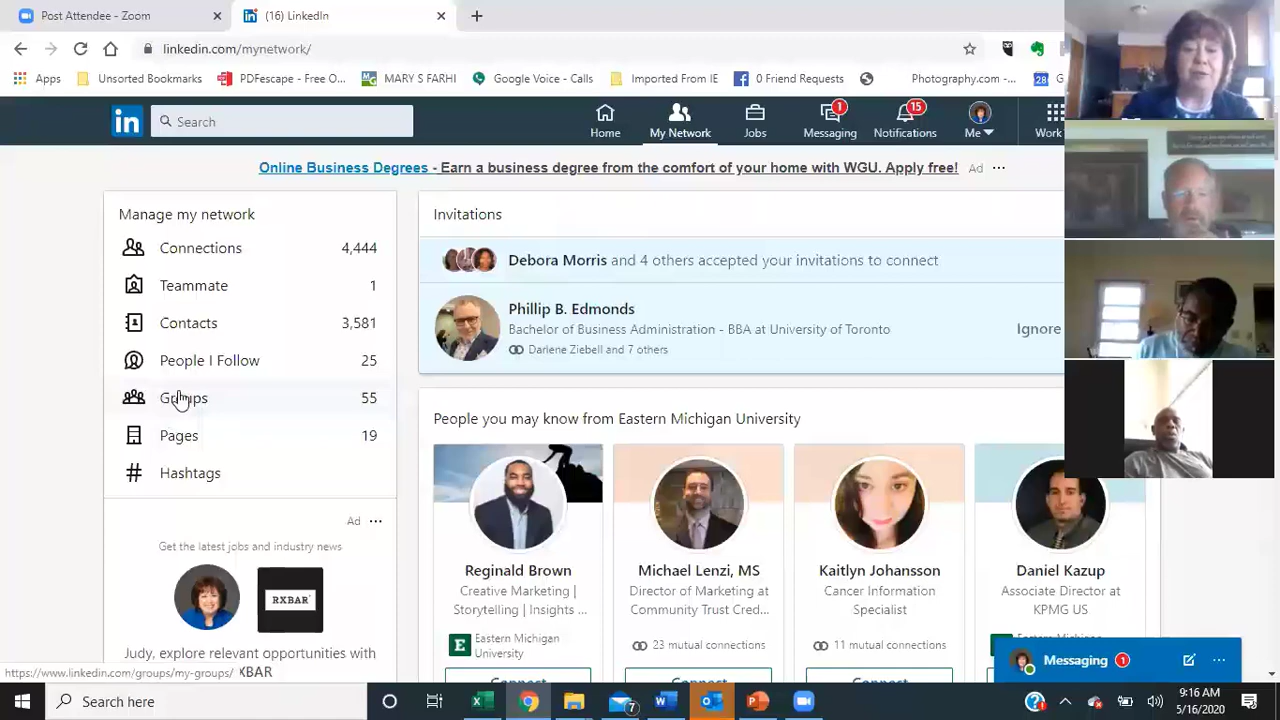 Post Attendee - Zoom
(16) LinkedIn
linkedin.com/mynetwork/
Apps
Unsorted Bookmarks
PDFescape - Free O...
MARY S FARHI
Google Voice - Calls
Imported From IE
0 Friend Requests
Photography.com -...
28
in
Search
Home
My Network
Jobs
1
Messaging
15
Notifications
Me
Work
Online Business Degrees - Earn a business degree from the comfort of your home with WGU. Apply free!
Ad
Manage my network
Connections 4,444
Teammate 1
Contacts 3,581
People I Follow 25
Groups 55
Pages 19
Hashtags
Ad
Get the latest jobs and industry news
RXBAR
Judy, explore relevant opportunities with
XBAR
https://www.linkedin.com/groups/my-groups/
Invitations
Debora Morris and 4 others accepted your invitations to connect
Phillip B. Edmonds
Bachelor of Business Administration - BBA at University of Toronto
Darlene Ziebell and 7 others
Ignore
People you may know from Eastern Michigan University
Reginald Brown
Creative Marketing |
Storytelling | Insights ...
Eastern Michigan
University
Connect
Michael Lenzi, MS
Director of Marketing at
Community Trust Cred...
23 mutual connections
Connect
Kaitlyn Johansson
Cancer Information
Specialist
11 mutual connections
Connect
Daniel Kazup
Associate Director at
KPMG US
Messaging 1
Search here
7
9:16 AM
5/16/2020